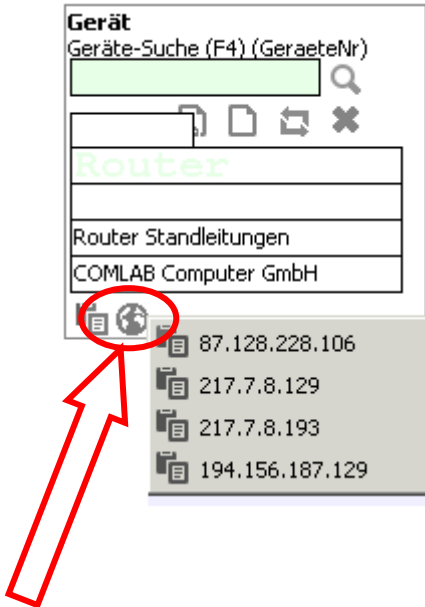 Gerät
Geräte-Suche (F4) (GeraeteNr)
Router
Router Standleitungen
COMLAB Computer GmbH
87.128.228.106
217.7.8.129
217.7.8.193
194.156.187.129